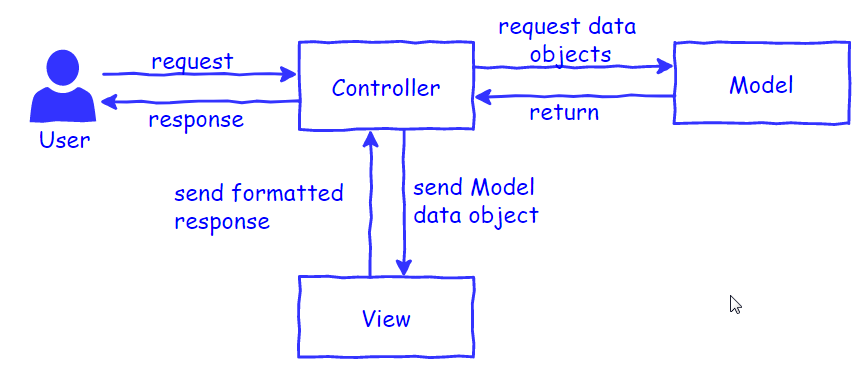 request data
objects
request
Controller
Model
response
return
User
send formatted
response
send Model
data object
View